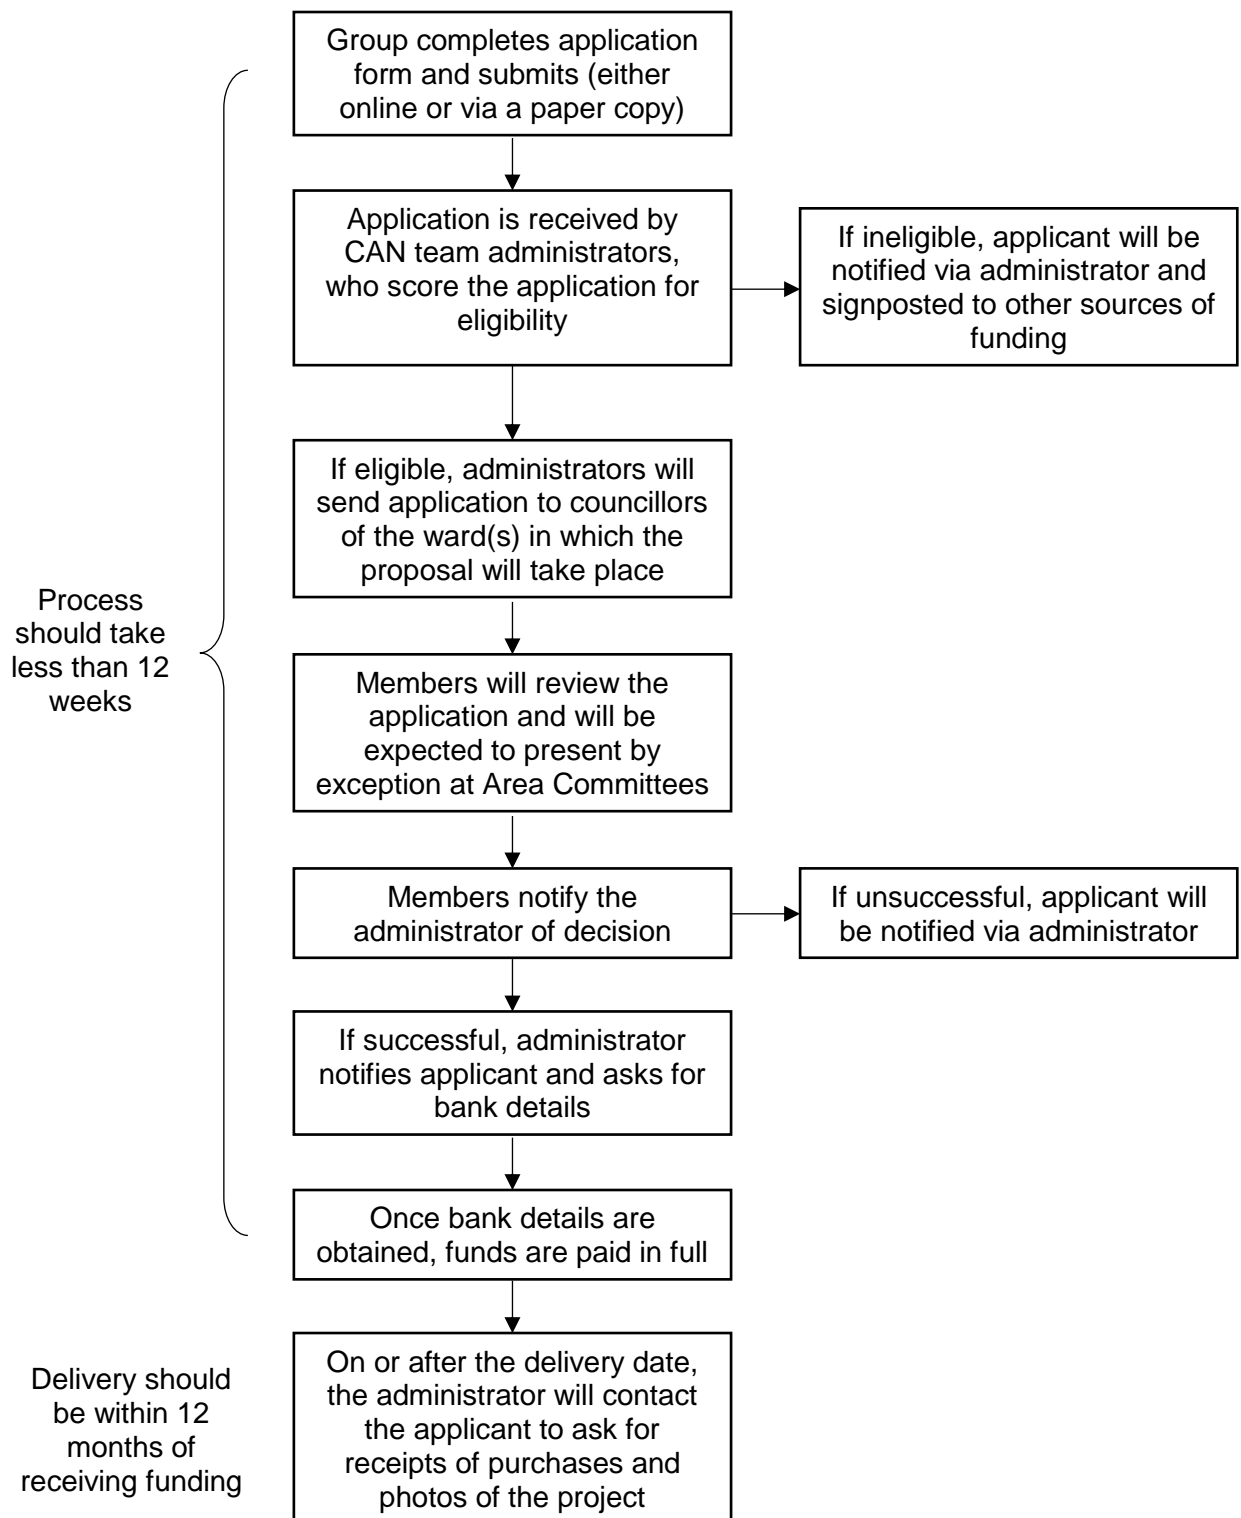 Group completes application
form and submits (either
online or via a paper copy)
Application is received by
CAN team administrators,
who score the application for
eligibility
If ineligible, applicant will be
notified via administrator and
signposted to other sources of
funding
If eligible, administrators will
send application to councillors
of the ward(s) in which the
proposal will take place
Process
should take
less than 12
weeks
Members will review the
application and will be
expected to present by
exception at Area Committees
Members notify the
administrator of decision
If unsuccessful, applicant will
be notified via administrator
If successful, administrator
notifies applicant and asks for
bank details
Once bank details are
obtained, funds are paid in full
Delivery should
be within 12
months of
receiving funding
On or after the delivery date,
the administrator will contact
the applicant to ask for
receipts of purchases and
photos of the project